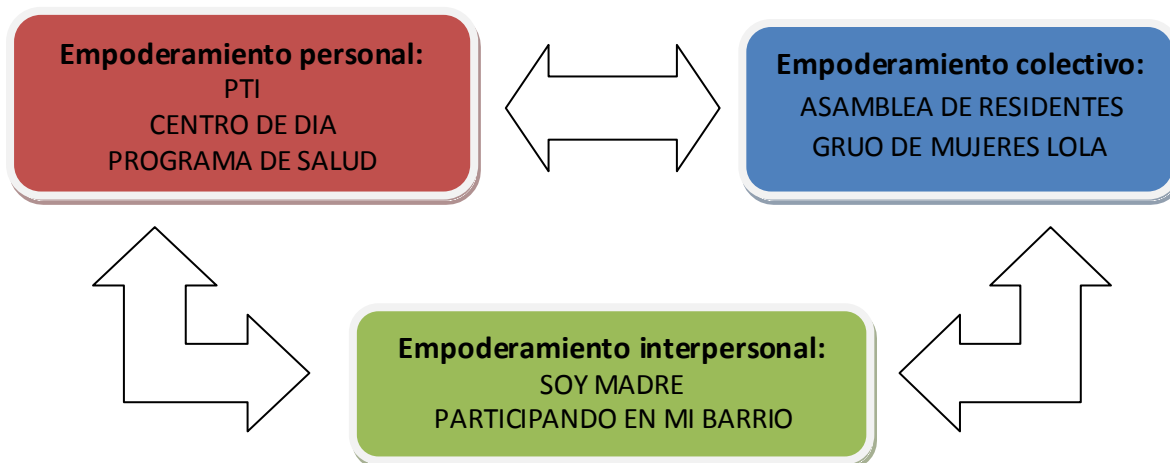 Empoderamiento personal:
PTI
CENTRO DE DIA
PROGRAMA DE SALUD
Empoderamiento colectivo:
ASAMBLEA DE RESIDENTES
GRUO DE MUJERES LOLA
Empoderamiento interpersonal:
SOY MADRE
PARTICIPANDO EN MI BARRIO